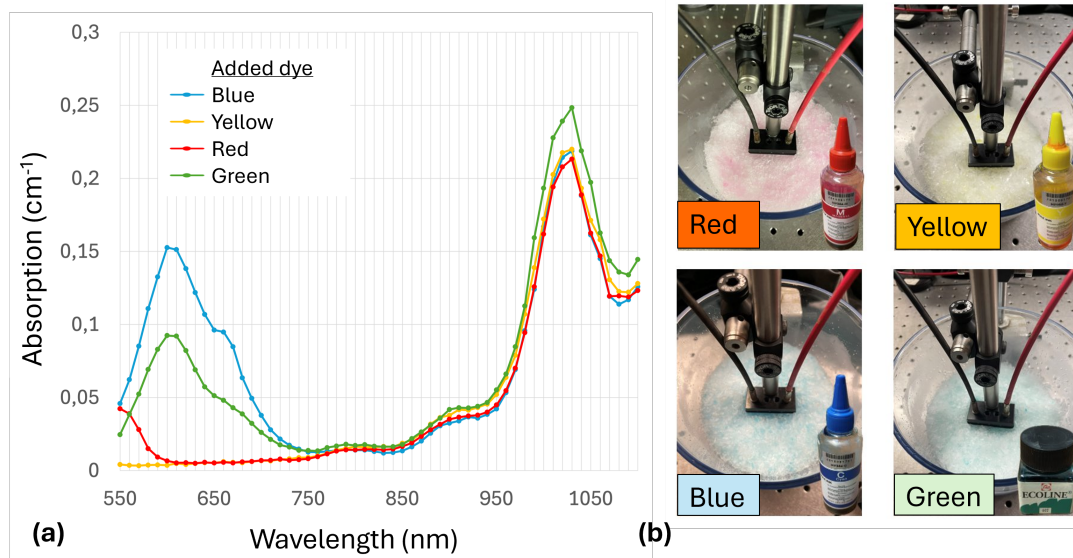 0,3
0,25
0,2
0,15
0,1
0,05
0
Absorption (cm-1)
Added dye
Blue
Yellow
Red
Green
550 650 750 850 950 1050
Wavelength (nm)
(a)
Red
M
Yellow
Blue
C
Green
ECOLINE
(b)